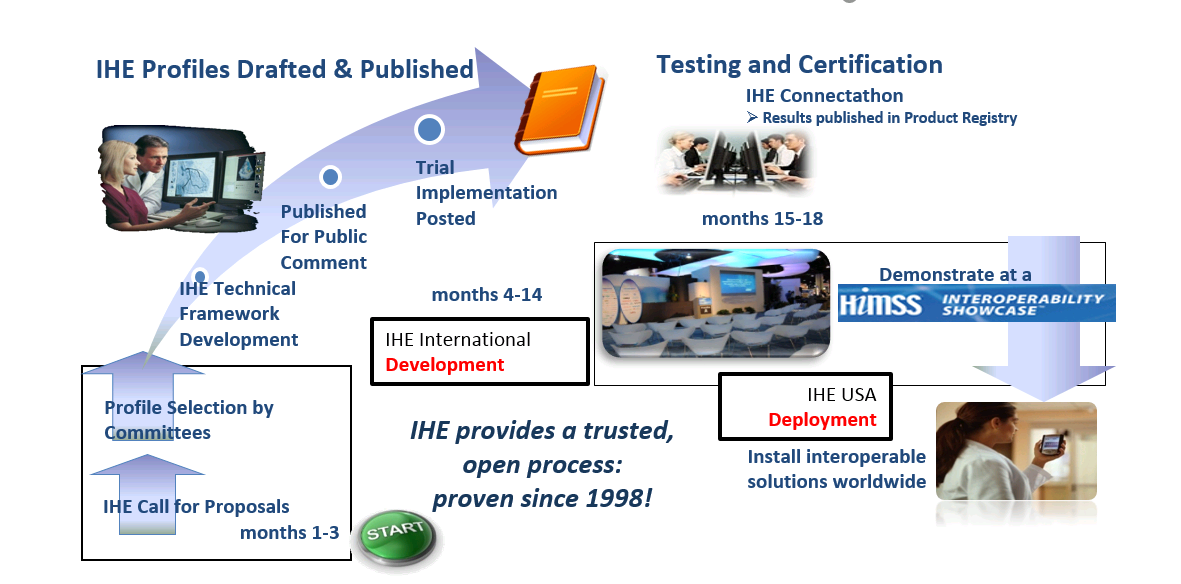 IHE Profiles Drafted & Published
Testing and Certification
IHE Connectathon
➢ Results published in Product Registry
Trial
Implementation
Posted
Published
For Public
Comment
months 15-18
IHE Technical
Framework
Development
months 4-14
Demonstrate at a
HIMSS INTEROPERABILITY
SHOWCASE™
IHE International
Development
IHE USA
Deployment
Profile Selection by
Committees
IHE provides a trusted,
open process:
proven since 1998!
Install interoperable
solutions worldwide
IHE Call for Proposals
months 1-3
START